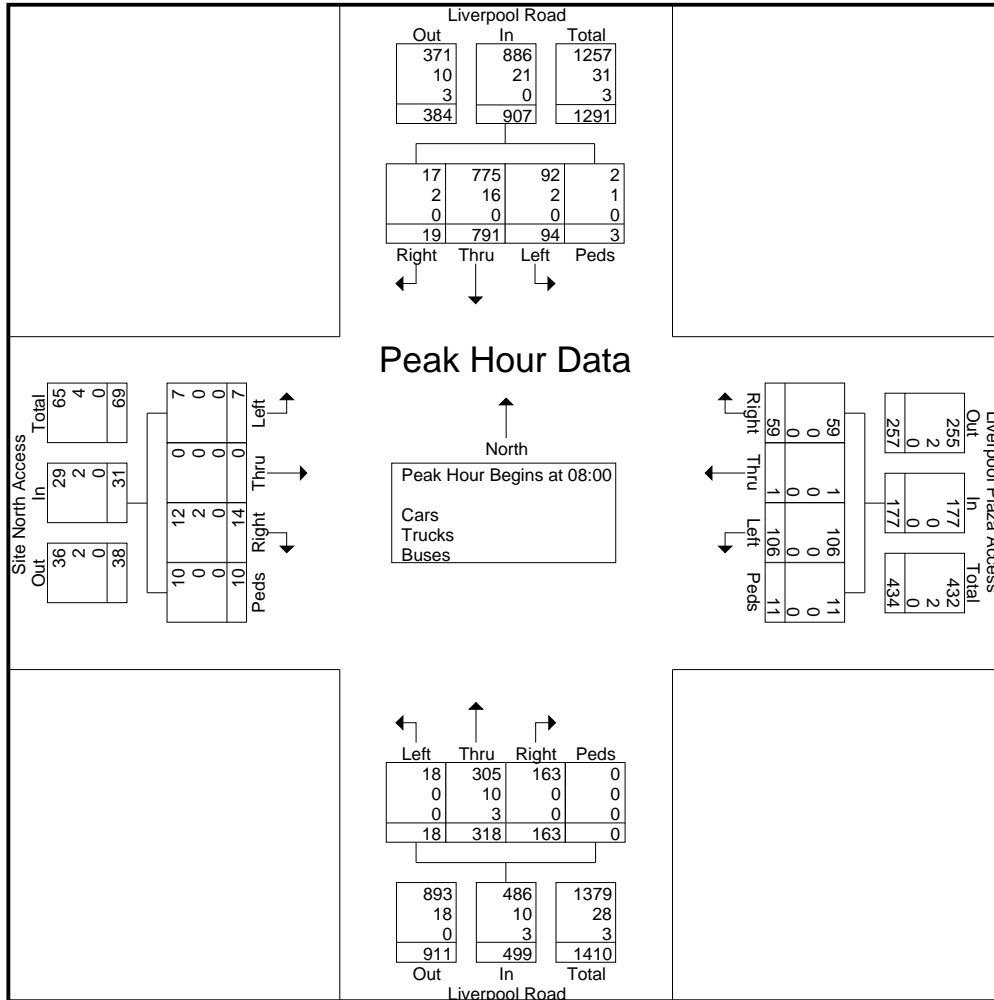 Liverpool Road
Out In Total
371 886 1257
10 21 31
3 0 3
384 907 1291
17 775 92 2
2 16 2 1
0 0 0 0
19 791 94 3
Right Thru Left Peds
Peak Hour Data
North
Peak Hour Begins at 08:00
Cars
Trucks
Buses
Site North Access
Out In Total
36 29 65
2 2 4
0 0 0
38 31 69
10 12 0 7
0 2 0 0
0 0 0 0
10 14 0 7
Peds Right Thru Left
Liverpool Plaza Access
Out In Total
255 177 432
2 0 2
0 0 0
257 177 434
59 1 106 11
0 0 0 0
0 0 0 0
59 1 106 11
Right Thru Left Peds
Left Thru Right Peds
18 305 163 0
0 10 0 0
0 3 0 0
18 318 163 0
893 486 1379
18 10 28
0 3 3
911 499 1410
Out In Total
Liverpool Road